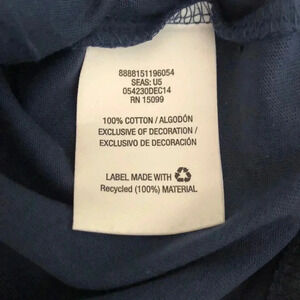 8888151196054
SEAS: U5
054230DEC14
RN 15099
100% COTTON / ALGODÓN
EXCLUSIVE OF DECORATION /
EXCLUSIVO DE DECORACIÓN
LABEL MADE WITH
Recycled (100%) MATERIAL